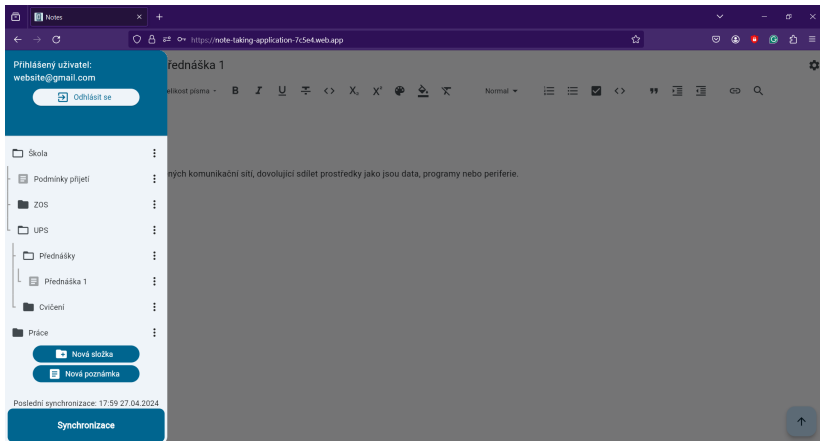 Notes
https://note-taking-application-7c5e4.web.app
Přihlášený uživatel:
website@gmail.com
Odhlásit se
řednáška 1
elikost písma
B I U X₂ X² Normal
Škola
Podmínky přijetí
ných komunikační sítí, dovolující sdílet prostředky jako jsou data, programy nebo periferie.
ZOS
UPS
Přednášky
Přednáška 1
Cvičení
Práce
Nová složka
Nová poznámka
Poslední synchronizace: 17:59 27.04.2024
Synchronizace